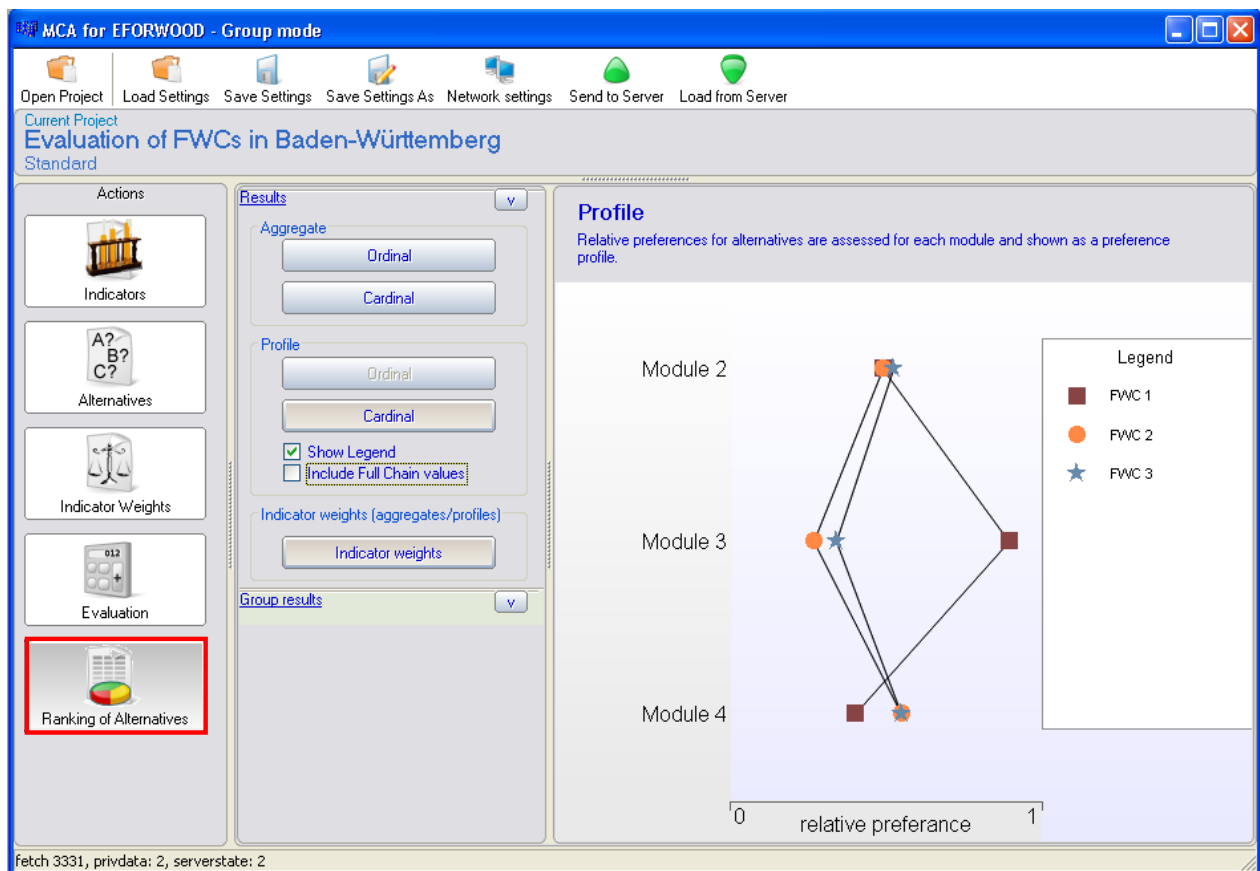 MCA for EFORWOOD - Group mode
Open Project Load Settings Save Settings Save Settings As Network settings Send to Server Load from Server
Current Project
Evaluation of FWCs in Baden-Württemberg
Standard
Actions
Indicators
A?
B?
C?
Alternatives
Indicator Weights
012
Evaluation
Ranking of Alternatives
Results
v
Aggregate
Ordinal
Cardinal
Profile
Ordinal
Cardinal
Show Legend
Include Full Chain values
Indicator weights (aggregates/profiles)
Indicator weights
Group results
v
Profile
Relative preferences for alternatives are assessed for each module and shown as a preference
profile.
Module 2
Module 3
Module 4
Legend
FWC 1
FWC 2
FWC 3
0 relative preferance 1
fetch 3331, privdata: 2, serverstate: 2